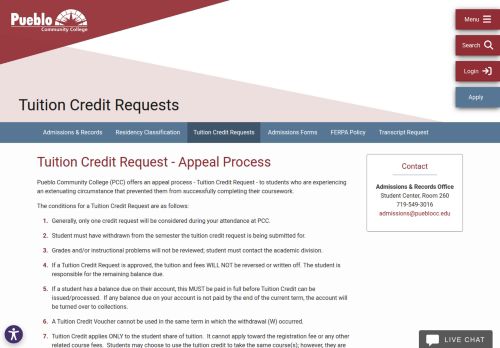 Pueblo
Community College
Menu
Search
Login
Apply
Tuition Credit Requests
Admissions & Records
Residency Classification
Tuition Credit Requests
Admissions Forms
FERPA Policy
Transcript Request
Tuition Credit Request - Appeal Process
Pueblo Community College (PCC) offers an appeal process - Tuition Credit Request - to students who are experiencing
an extenuating circumstance that prevented them from successfully completing their coursework.
The conditions for a Tuition Credit Request are as follows:
1. Generally, only one credit request will be considered during your attendance at PCC.
2. Student must have withdrawn from the semester the tuition credit request is being submitted for.
3. Grades and/or instructional problems will not be reviewed; student must contact the academic division.
4. If a Tuition Credit Request is approved, the tuition and fees WILL NOT be reversed or written off. The student is
responsible for the remaining balance due.
5. If a student has a balance due on their account, this MUST be paid in full before Tuition Credit can be
issued/processed. If any balance due on your account is not paid by the end of the current term, the account will
be turned over to collections.
6. A Tuition Credit Voucher cannot be used in the same term in which the withdrawal (W) occurred.
7. Tuition Credit applies ONLY to the student share of tuition. It cannot apply toward the registration fee or any other
related course fees. Students may choose to use the tuition credit to take the same course(s); however, they are
Contact
Admissions & Records Office
Student Center, Room 260
719-549-3016
admissions@pueblocc.edu
LIVE CHAT